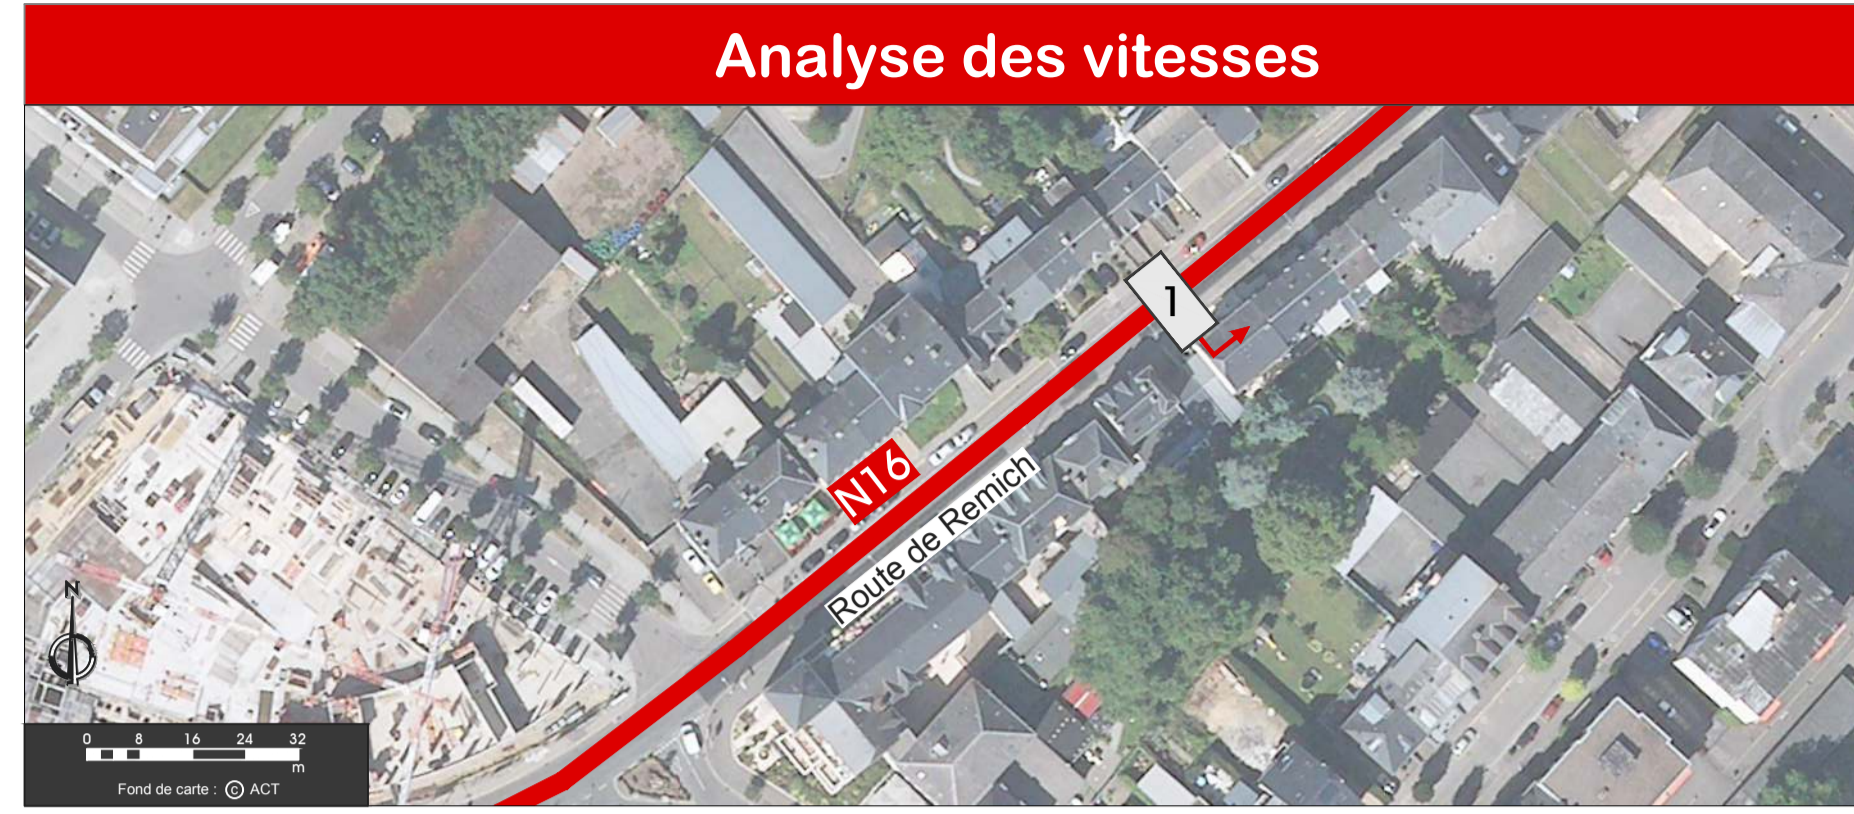 Analyse des vitesses
1
N16
Route de Remich
N
0 8 16 24 32
m
Fond de carte : © ACT